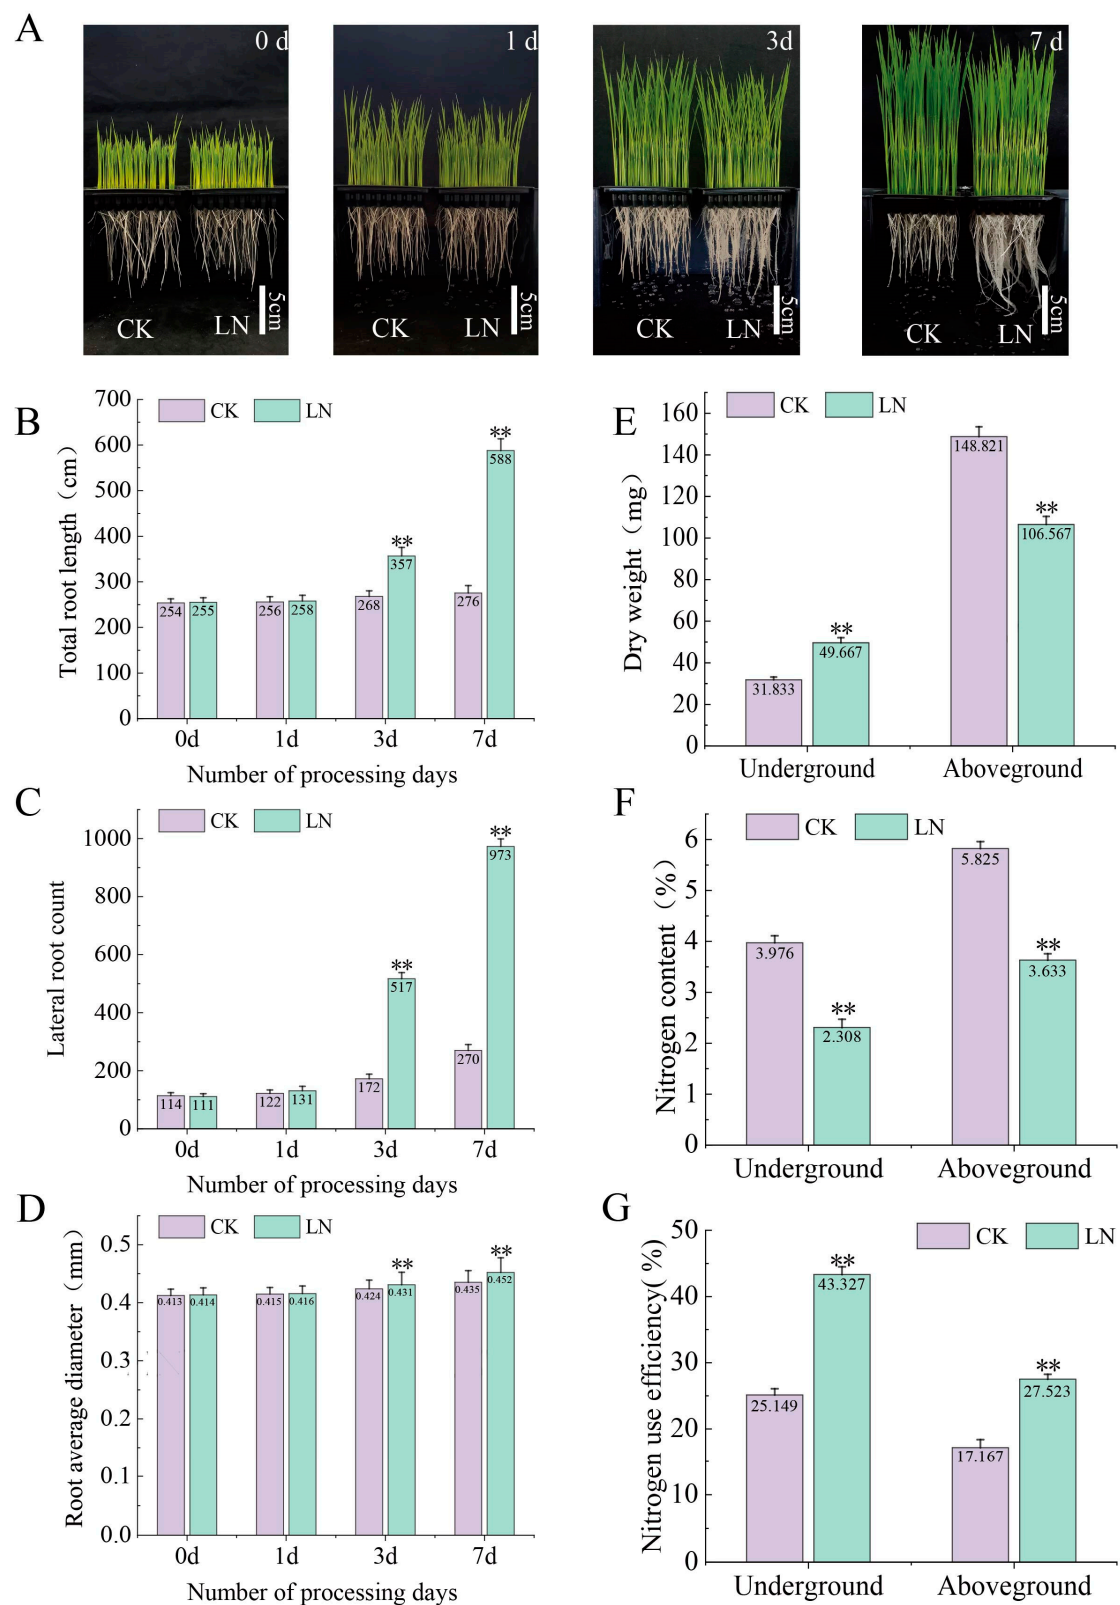 A
0 d
CK
LN
5cm
1 d
CK
LN
5cm
3d
CK
LN
5cm
7 d
CK
LN
5cm
B
CK
LN
Total root length（cm）
700
600
500
400
300
200
100
0
254
255
256
258
268
357
**
276
588
**
0d
1d
3d
7d
Number of processing days
C
CK
LN
Lateral root count
1000
800
600
400
200
0
114
111
122
131
172
517
**
270
973
**
0d
1d
3d
7d
Number of processing days
D
CK
LN
Root average diameter（mm）
0.5
0.4
0.3
0.2
0.1
0.0
0.413
0.414
0.415
0.416
0.424
0.431
**
0.435
0.452
**
0d
1d
3d
7d
Number of processing days
E
CK
LN
Dry weight（mg）
160
140
120
100
80
60
40
20
0
31.833
49.667
**
148.821
106.567
**
Underground
Aboveground
F
CK
LN
Nitrogen content（%）
6
5
4
3
2
1
0
3.976
2.308
**
5.825
3.633
**
Underground
Aboveground
G
CK
LN
Nitrogen use efficiency(%)
50
40
30
20
10
0
25.149
43.327
**
17.167
27.523
**
Underground
Aboveground